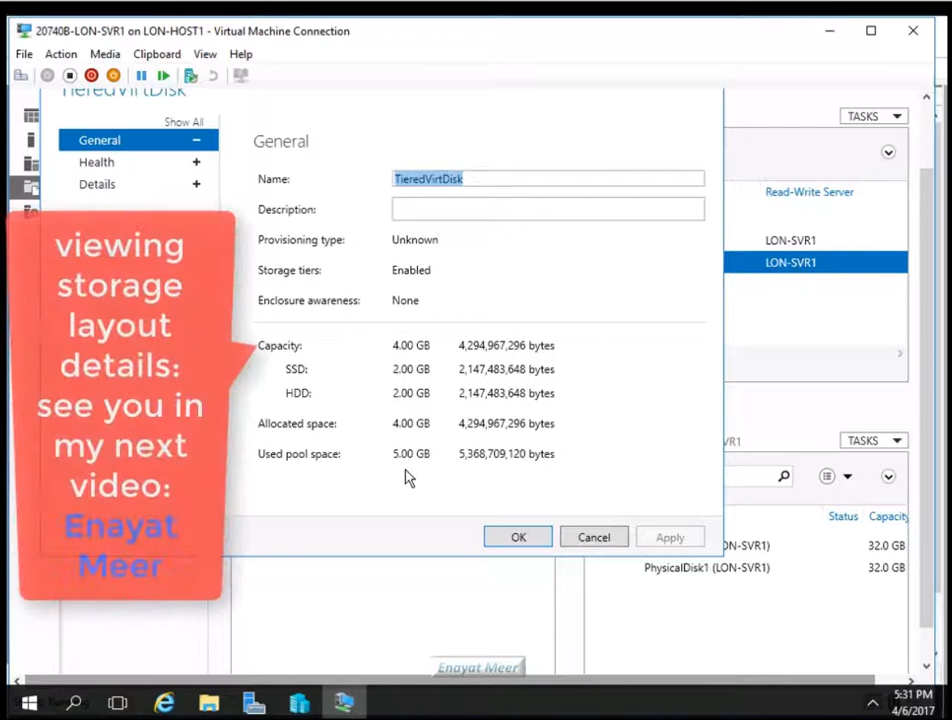 20740B-LON-SVR1 on LON-HOST1 - Virtual Machine Connection
File Action Media Clipboard View Help
TieredVirtDisk
Show All
General −
Health +
Details +
General
Name: TieredVirtDisk
Description:
Provisioning type: Unknown
Storage tiers: Enabled
Enclosure awareness: None
Capacity: 4.00 GB 4,294,967,296 bytes
SSD: 2.00 GB 2,147,483,648 bytes
HDD: 2.00 GB 2,147,483,648 bytes
Allocated space: 4.00 GB 4,294,967,296 bytes
Used pool space: 5.00 GB 5,368,709,120 bytes
OK Cancel Apply
viewing
storage
layout
details:
see you in
my next
video:
Enayat
Meer
TASKS
Read-Write Server
LON-SVR1
LON-SVR1
TASKS
Status Capacity
32.0 GB
PhysicalDisk1 (LON-SVR1) 32.0 GB
Enayat Meer
5:31 PM
4/6/2017